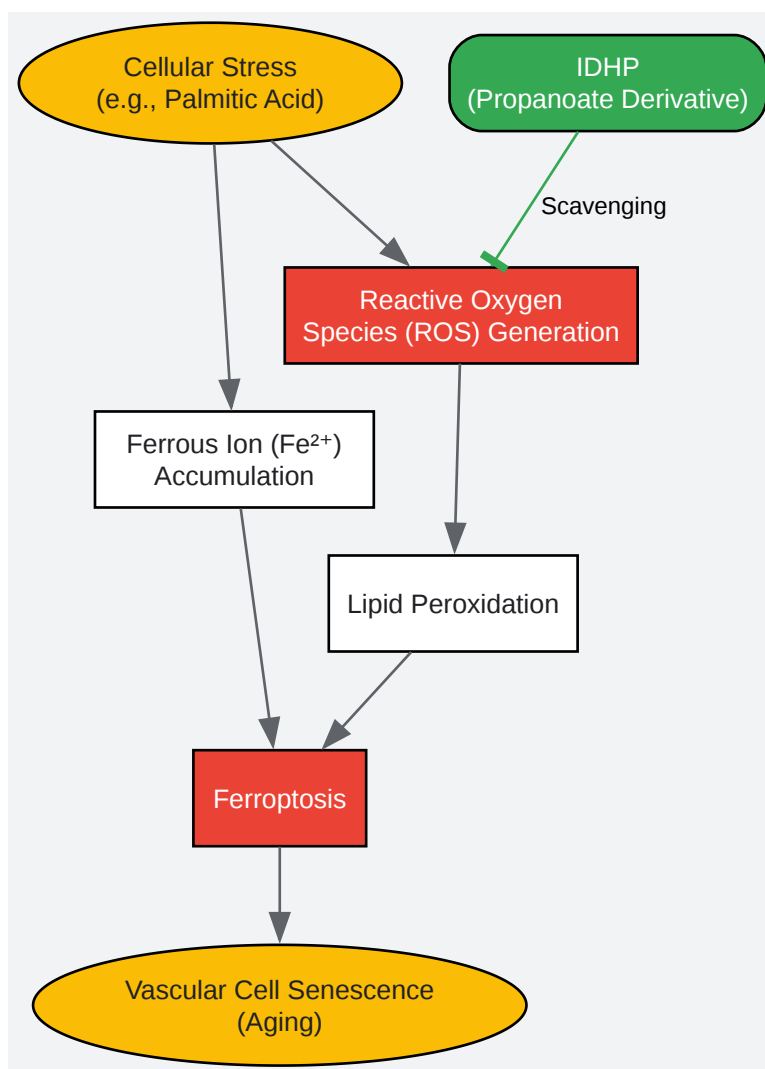 Cellular Stress
(e.g., Palmitic Acid)
IDHP
(Propanoate Derivative)
Scavenging
Reactive Oxygen
Species (ROS) Generation
Ferrous Ion (Fe²⁺)
Accumulation
Lipid Peroxidation
Ferroptosis
Vascular Cell Senescence
(Aging)